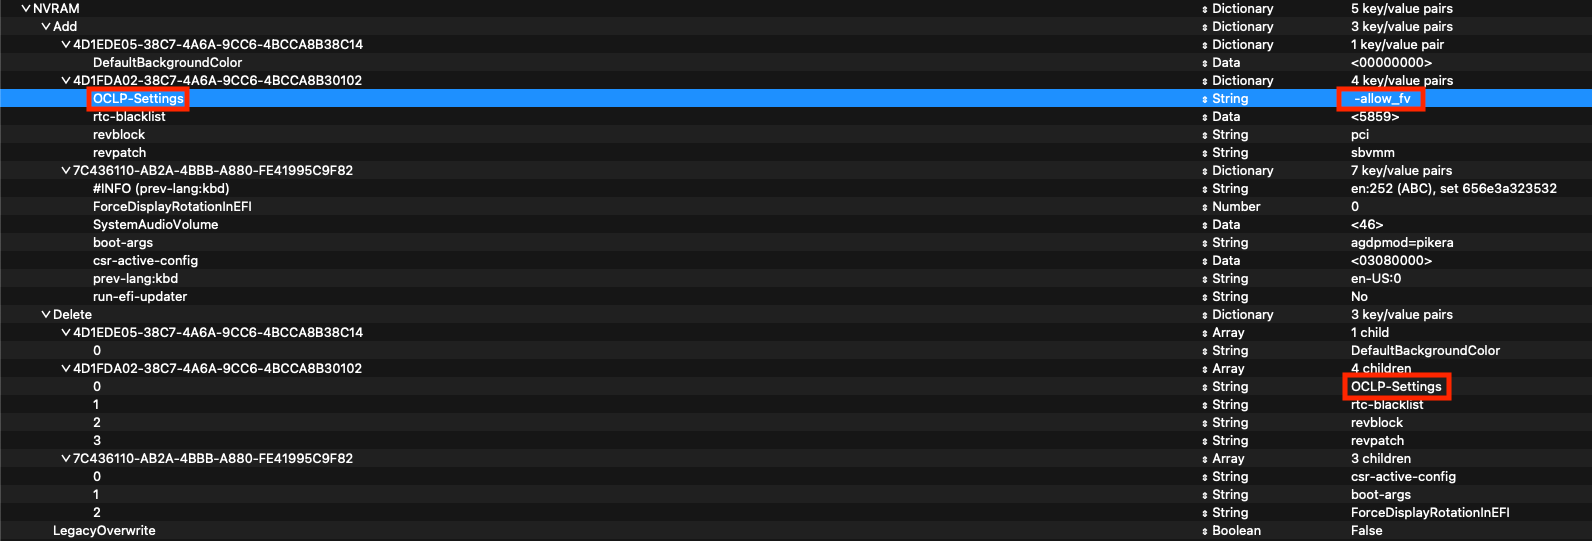 NVRAM Dictionary 5 key/value pairs
Add Dictionary 3 key/value pairs
4D1EDE05-38C7-4A6A-9CC6-4BCCA8B38C14 Dictionary 1 key/value pair
DefaultBackgroundColor Data <00000000>
4D1FDA02-38C7-4A6A-9CC6-4BCCA8B30102 Dictionary 4 key/value pairs
OCLP-Settings String -allow_fv
rtc-blacklist Data <5859>
revblock String pci
revpatch String sbvmm
7C436110-AB2A-4BBB-A880-FE41995C9F82 Dictionary 7 key/value pairs
#INFO (prev-lang:kbd) String en:252 (ABC), set 656e3a323532
ForceDisplayRotationInEFI Number 0
SystemAudioVolume Data <46>
boot-args String agdpmod=pikera
csr-active-config Data <03080000>
prev-lang:kbd String en-US:0
run-efi-updater String No
Delete Dictionary 3 key/value pairs
4D1EDE05-38C7-4A6A-9CC6-4BCCA8B38C14 Array 1 child
0 String DefaultBackgroundColor
4D1FDA02-38C7-4A6A-9CC6-4BCCA8B30102 Array 4 children
0 String OCLP-Settings
1 String rtc-blacklist
2 String revblock
3 String revpatch
7C436110-AB2A-4BBB-A880-FE41995C9F82 Array 3 children
0 String csr-active-config
1 String boot-args
2 String ForceDisplayRotationInEFI
LegacyOverwrite Boolean False